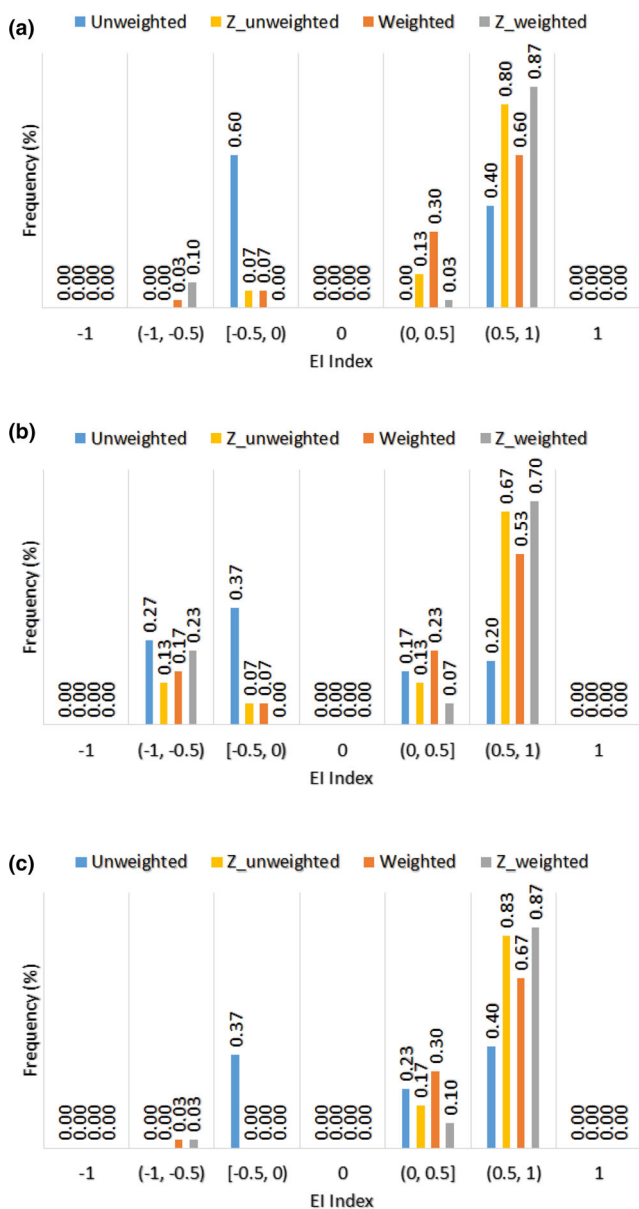 (a)
Unweighted Z_unweighted Weighted Z_weighted
Frequency (%)
0.00 0.00 0.00 0.00 0.00 0.00 0.03 0.10 0.60 0.07 0.07 0.00 0.00 0.00 0.00 0.00 0.00 0.13 0.30 0.03 0.40 0.80 0.60 0.87 0.00 0.00 0.00 0.00
-1 (-1, -0.5) [-0.5, 0) 0 (0, 0.5] (0.5, 1) 1
EI Index
(b)
Unweighted Z_unweighted Weighted Z_weighted
Frequency (%)
0.00 0.00 0.00 0.00 0.27 0.13 0.17 0.23 0.37 0.07 0.07 0.00 0.00 0.00 0.00 0.00 0.17 0.13 0.23 0.07 0.20 0.67 0.53 0.70 0.00 0.00 0.00 0.00
-1 (-1, -0.5) [-0.5, 0) 0 (0, 0.5] (0.5, 1) 1
EI Index
(c)
Unweighted Z_unweighted Weighted Z_weighted
Frequency (%)
0.00 0.00 0.00 0.00 0.00 0.00 0.03 0.03 0.37 0.00 0.00 0.00 0.00 0.00 0.00 0.00 0.23 0.17 0.30 0.10 0.40 0.83 0.67 0.87 0.00 0.00 0.00 0.00
-1 (-1, -0.5) [-0.5, 0) 0 (0, 0.5] (0.5, 1) 1
EI Index